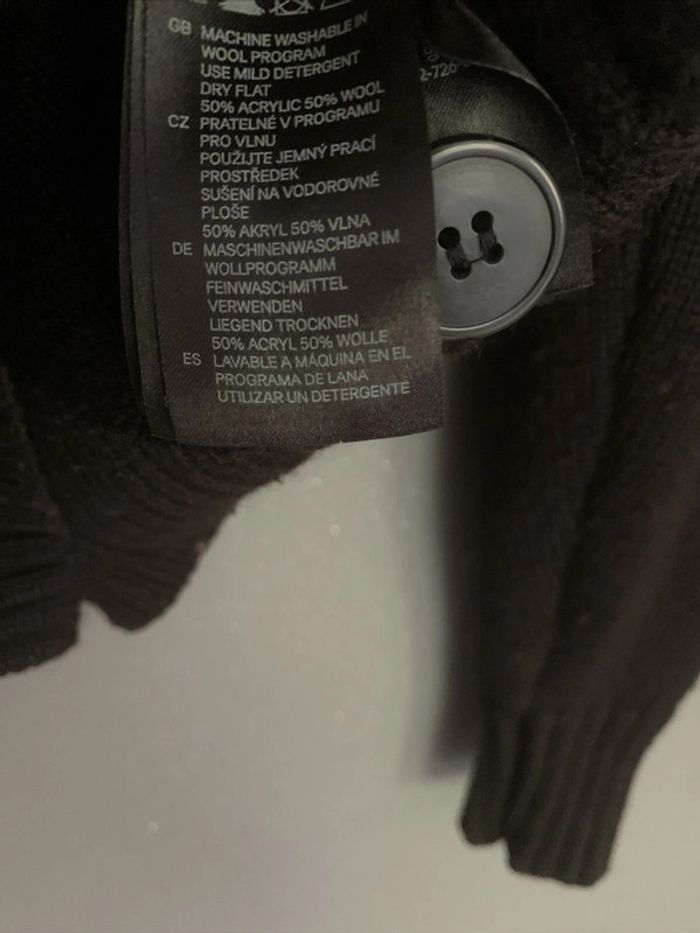 GB MACHINE WASHABLE IN
WOOL PROGRAM
USE MILD DETERGENT
DRY FLAT
50% ACRYLIC 50% WOOL
CZ PRATELNÉ V PROGRAMU
PRO VLNU
POUŽIJTE JEMNÝ PRACÍ
PROSTŘEDEK
SUŠENÍ NA VODOROVNÉ
PLOŠE
50% AKRYL 50% VLNA
DE MASCHINENWASCHBAR IM
WOLLPROGRAMM
FEINWASCHMITTEL
VERWENDEN
LIEGEND TROCKNEN
50% ACRYL 50% WOLLE
ES LAVABLE A MÁQUINA EN EL
PROGRAMA DE LANA
UTILIZAR UN DETERGENTE
2-726